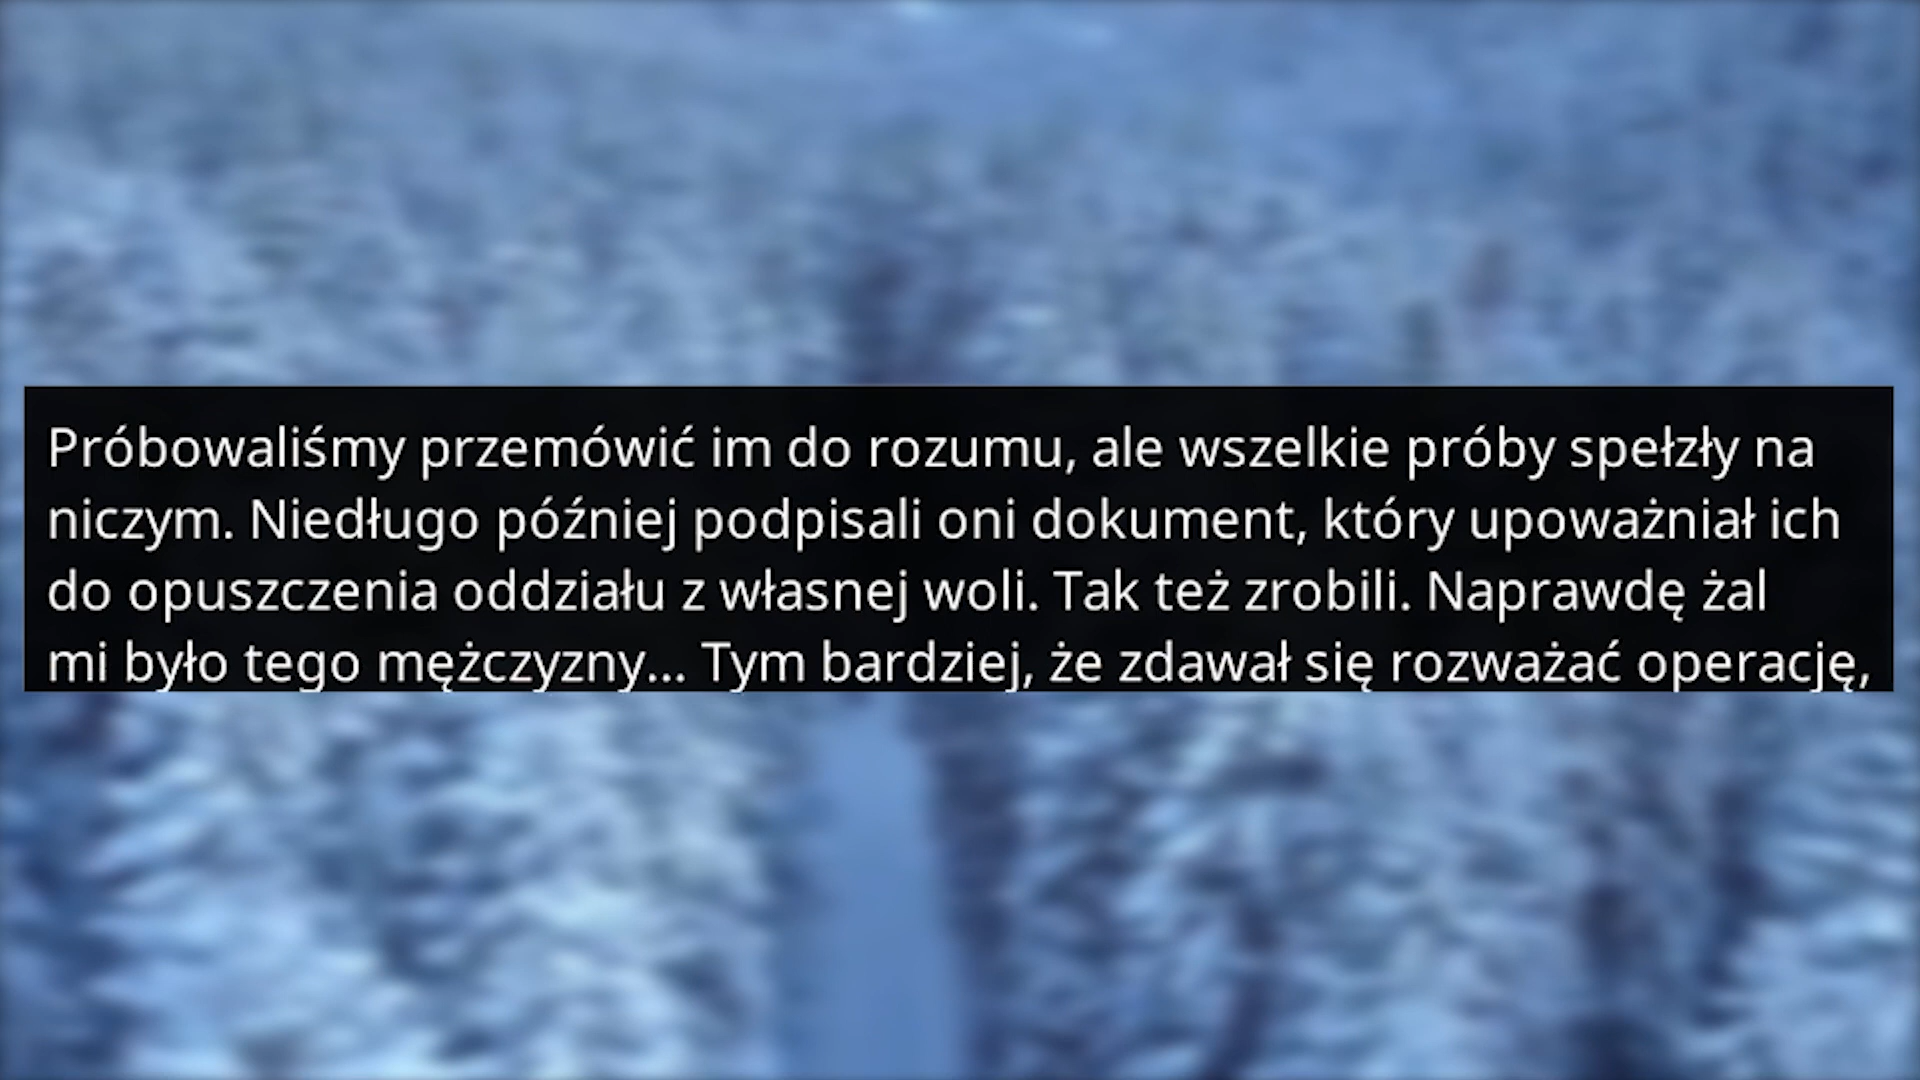 Próbowaliśmy przemówić im do rozumu, ale wszelkie próby spełzły na
niczym. Niedługo później podpisali oni dokument, który upoważniał ich
do opuszczenia oddziału z własnej woli. Tak też zrobili. Naprawdę żal
mi było tego mężczyzny... Tym bardziej, że zdawał się rozważać operację,